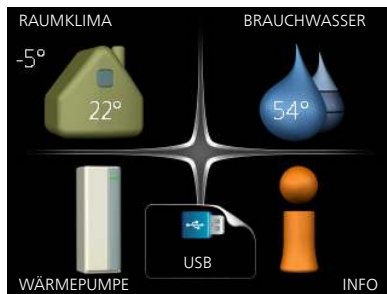 RAUMKLIMA
BRAUCHWASSER
-5°
22°
54°
USB
WÄRMEPUMPE
INFO